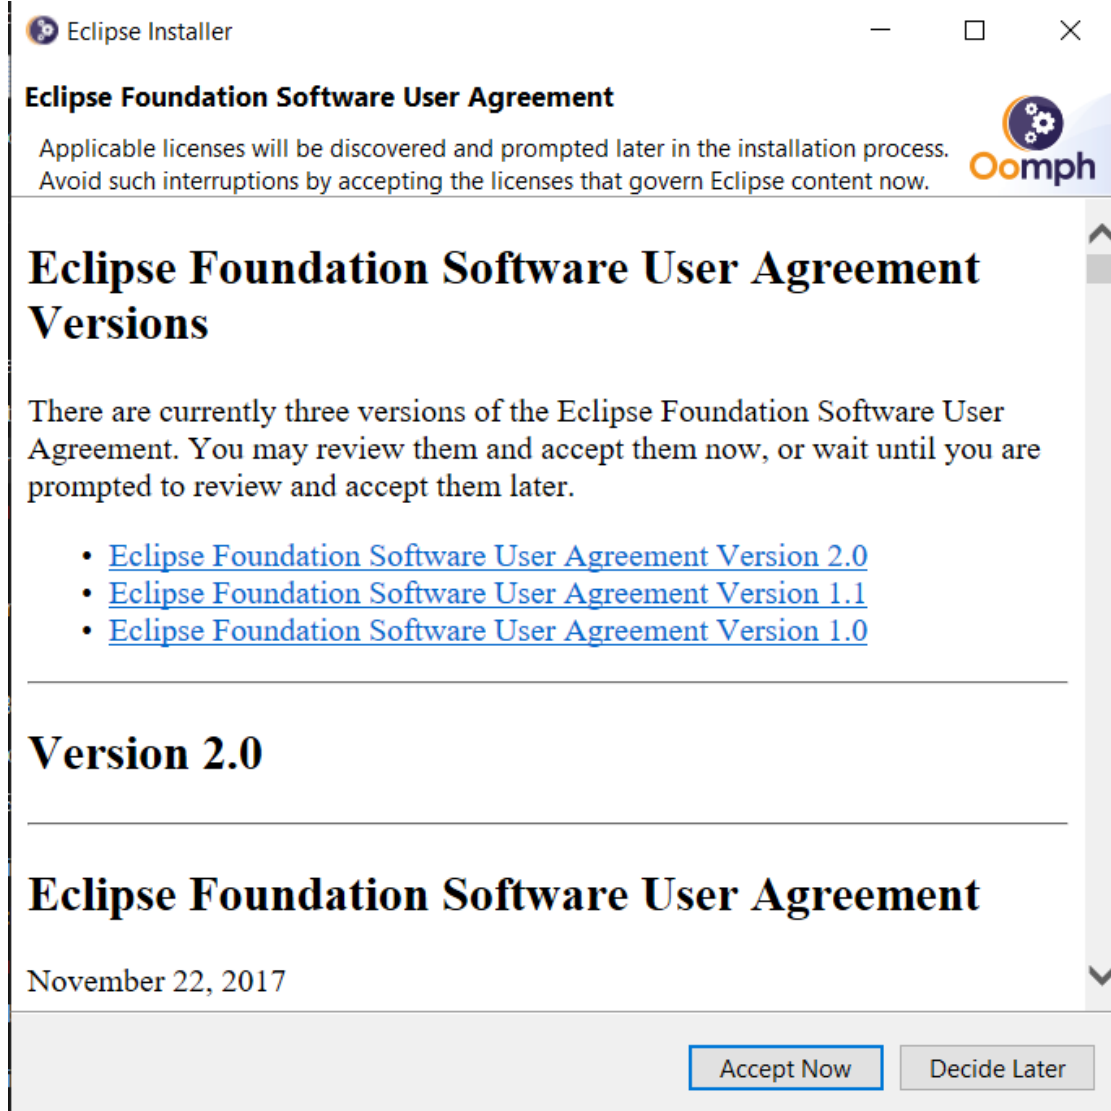 Eclipse Installer
Eclipse Foundation Software User Agreement
Applicable licenses will be discovered and prompted later in the installation process.
Avoid such interruptions by accepting the licenses that govern Eclipse content now.
Oomph
Eclipse Foundation Software User Agreement
Versions
There are currently three versions of the Eclipse Foundation Software User
Agreement. You may review them and accept them now, or wait until you are
prompted to review and accept them later.
• Eclipse Foundation Software User Agreement Version 2.0
• Eclipse Foundation Software User Agreement Version 1.1
• Eclipse Foundation Software User Agreement Version 1.0
Version 2.0
Eclipse Foundation Software User Agreement
November 22, 2017
Accept Now
Decide Later